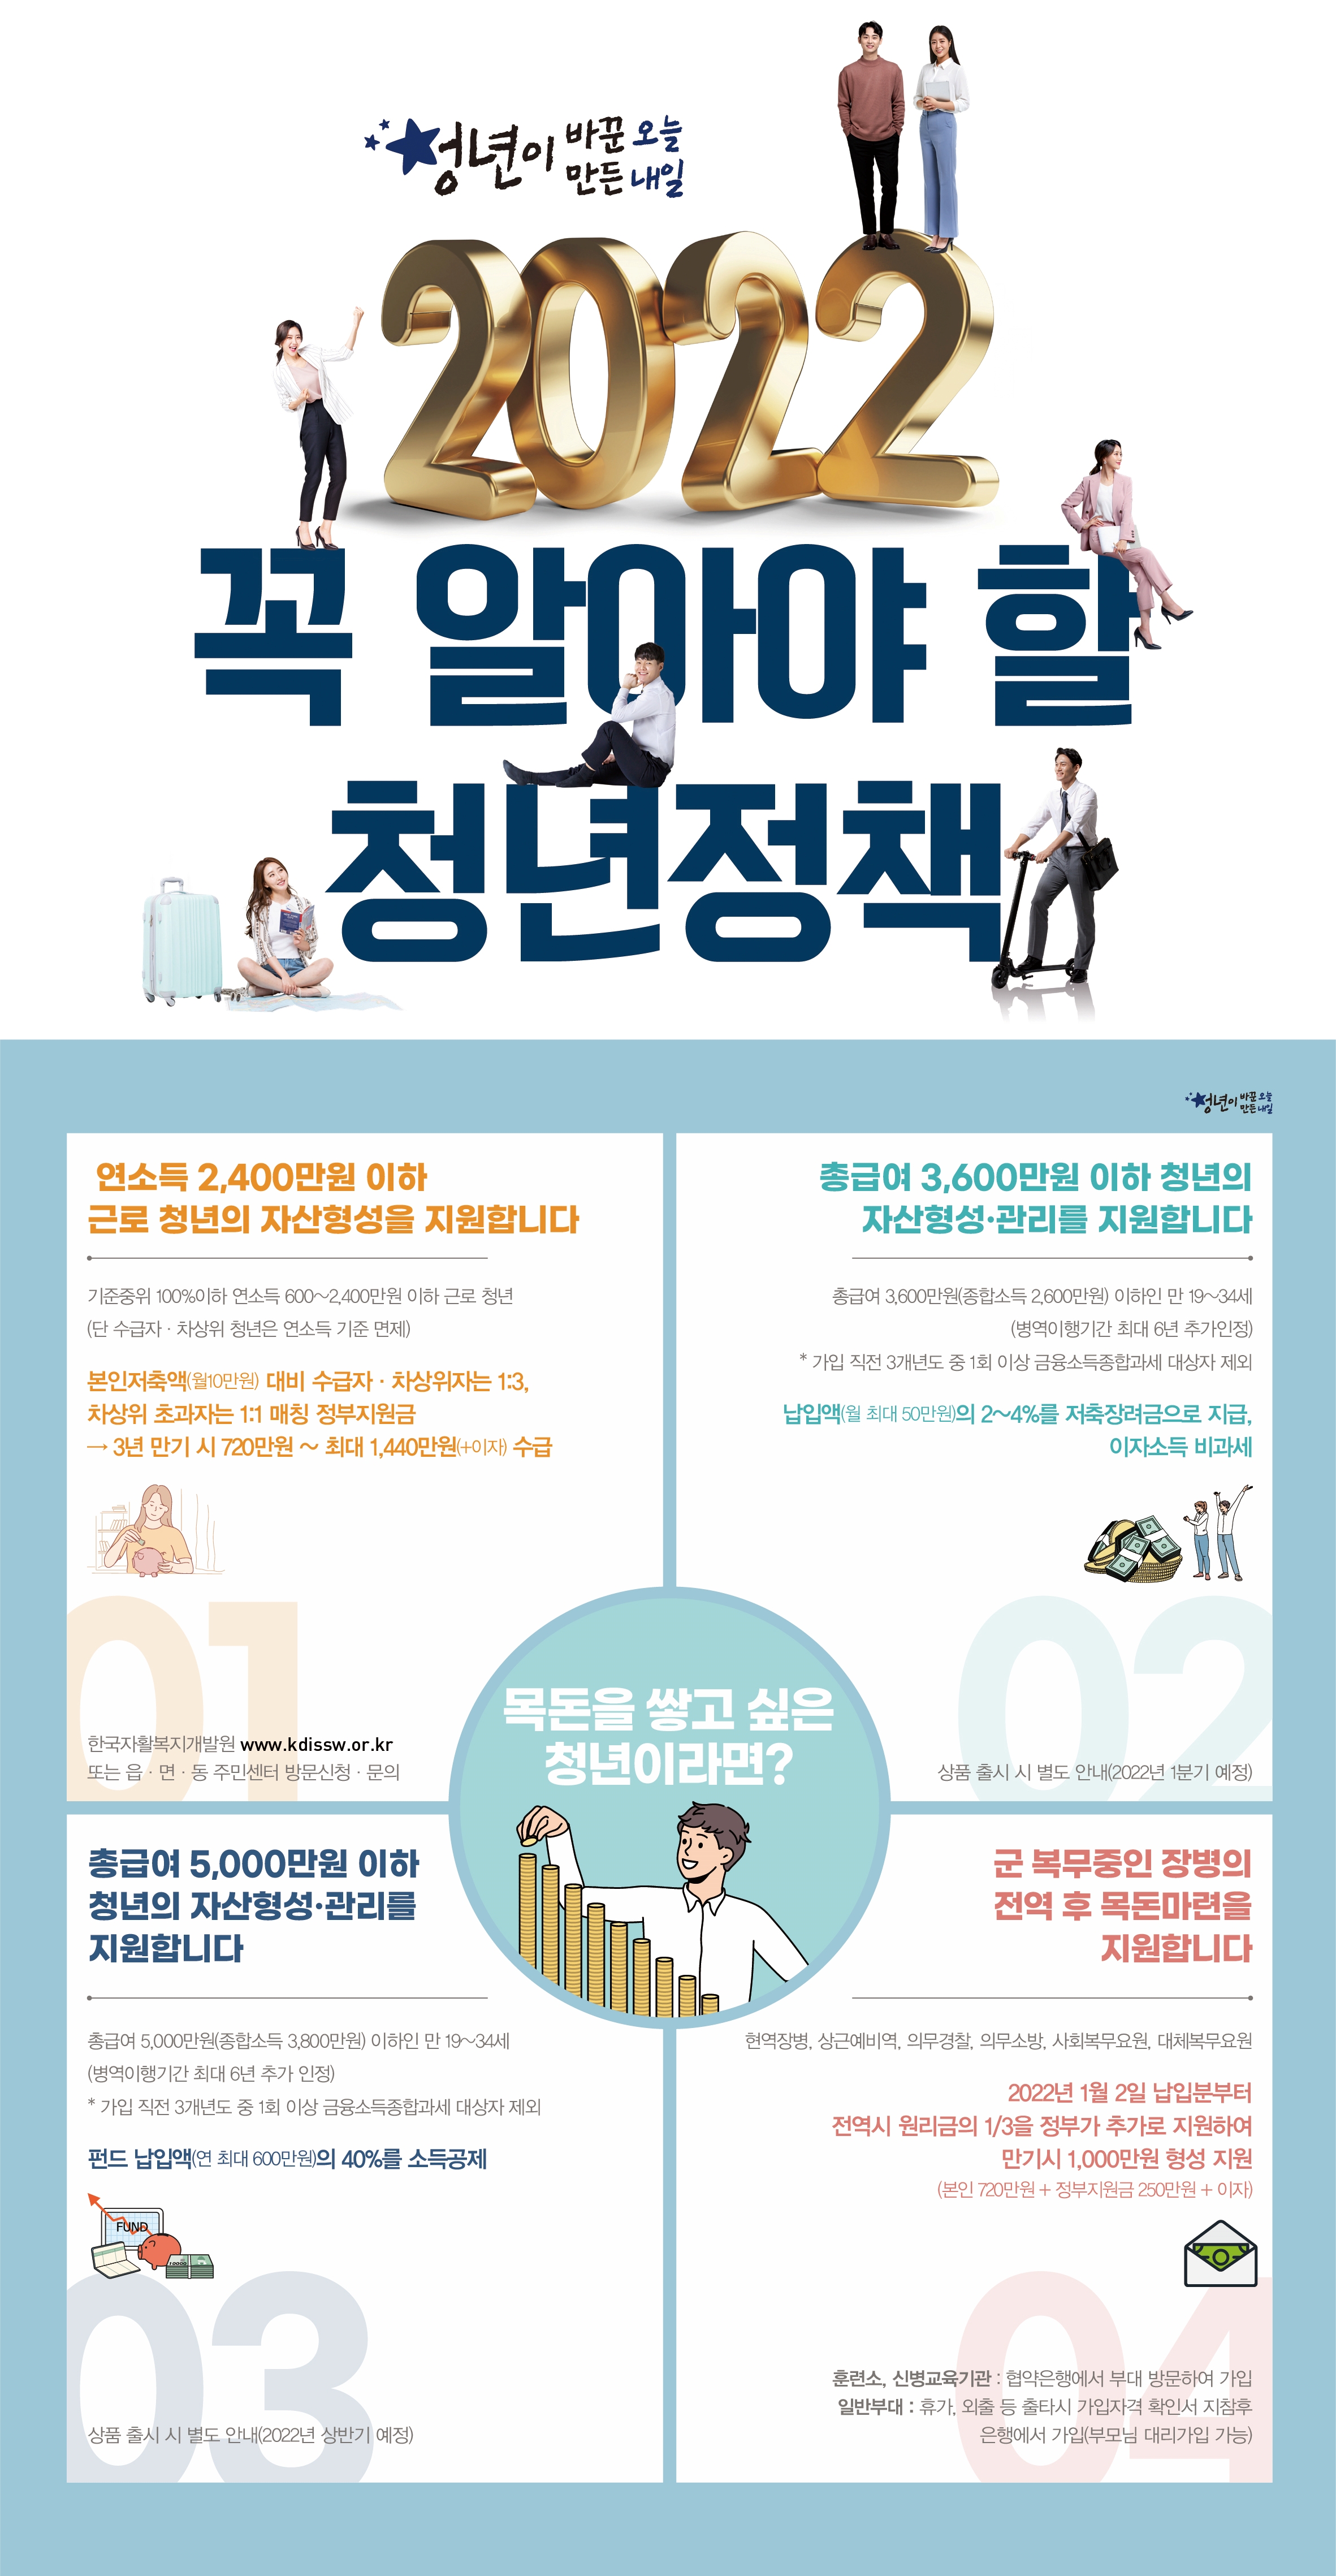 청년이 바꾼 오늘
만든 내일
2022
꼭 알아야 할
청년정책
청년이 바꾼 오늘
만든 내일
연소득 2,400만원 이하
근로 청년의 자산형성을 지원합니다
기준중위 100%이하 연소득 600~2,400만원 이하 근로 청년
(단 수급자 · 차상위 청년은 연소득 기준 면제)
본인저축액(월10만원) 대비 수급자 · 차상위자는 1:3,
차상위 초과자는 1:1 매칭 정부지원금
→ 3년 만기 시 720만원 ~ 최대 1,440만원(+이자) 수급
01
한국자활복지개발원 www.kdissw.or.kr
또는 읍 · 면 · 동 주민센터 방문신청 · 문의
총급여 3,600만원 이하 청년의
자산형성·관리를 지원합니다
총급여 3,600만원(종합소득 2,600만원) 이하인 만 19~34세
(병역이행기간 최대 6년 추가인정)
* 가입 직전 3개년도 중 1회 이상 금융소득종합과세 대상자 제외
납입액(월 최대 50만원)의 2~4%를 저축장려금으로 지급,
이자소득 비과세
02
상품 출시 시 별도 안내(2022년 1분기 예정)
목돈을 쌓고 싶은
청년이라면?
총급여 5,000만원 이하
청년의 자산형성·관리를
지원합니다
총급여 5,000만원(종합소득 3,800만원) 이하인 만 19~34세
(병역이행기간 최대 6년 추가 인정)
* 가입 직전 3개년도 중 1회 이상 금융소득종합과세 대상자 제외
펀드 납입액(연 최대 600만원)의 40%를 소득공제
FUND
10000
03
상품 출시 시 별도 안내(2022년 상반기 예정)
군 복무중인 장병의
전역 후 목돈마련을
지원합니다
현역장병, 상근예비역, 의무경찰, 의무소방, 사회복무요원, 대체복무요원
2022년 1월 2일 납입분부터
전역시 원리금의 1/3을 정부가 추가로 지원하여
만기시 1,000만원 형성 지원
(본인 720만원 + 정부지원금 250만원 + 이자)
04
훈련소, 신병교육기관 : 협약은행에서 부대 방문하여 가입
일반부대 : 휴가, 외출 등 출타시 가입자격 확인서 지참후
은행에서 가입(부모님 대리가입 가능)